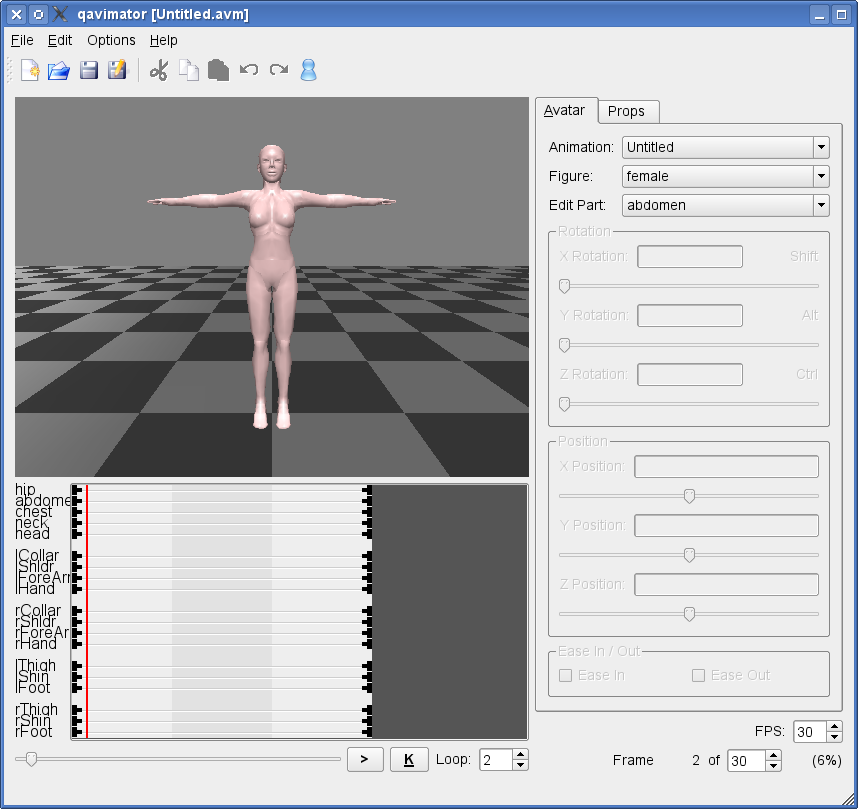 qavimator [Untitled.avm]
File Edit Options Help
Avatar Props
Animation: Untitled
Figure: female
Edit Part: abdomen
Rotation
X Rotation: Shift
Y Rotation: Alt
Z Rotation: Ctrl
Position
X Position:
Y Position:
Z Position:
Ease In / Out
Ease In Ease Out
hip
abdome
chest
neck
head
lCollar
lShldr
lForeArr
lHand
rCollar
rShldr
rForeAr
rHand
lThigh
lShin
lFoot
rThigh
rShin
rFoot
> K Loop: 2
FPS: 30
Frame 2 of 30 (6%)